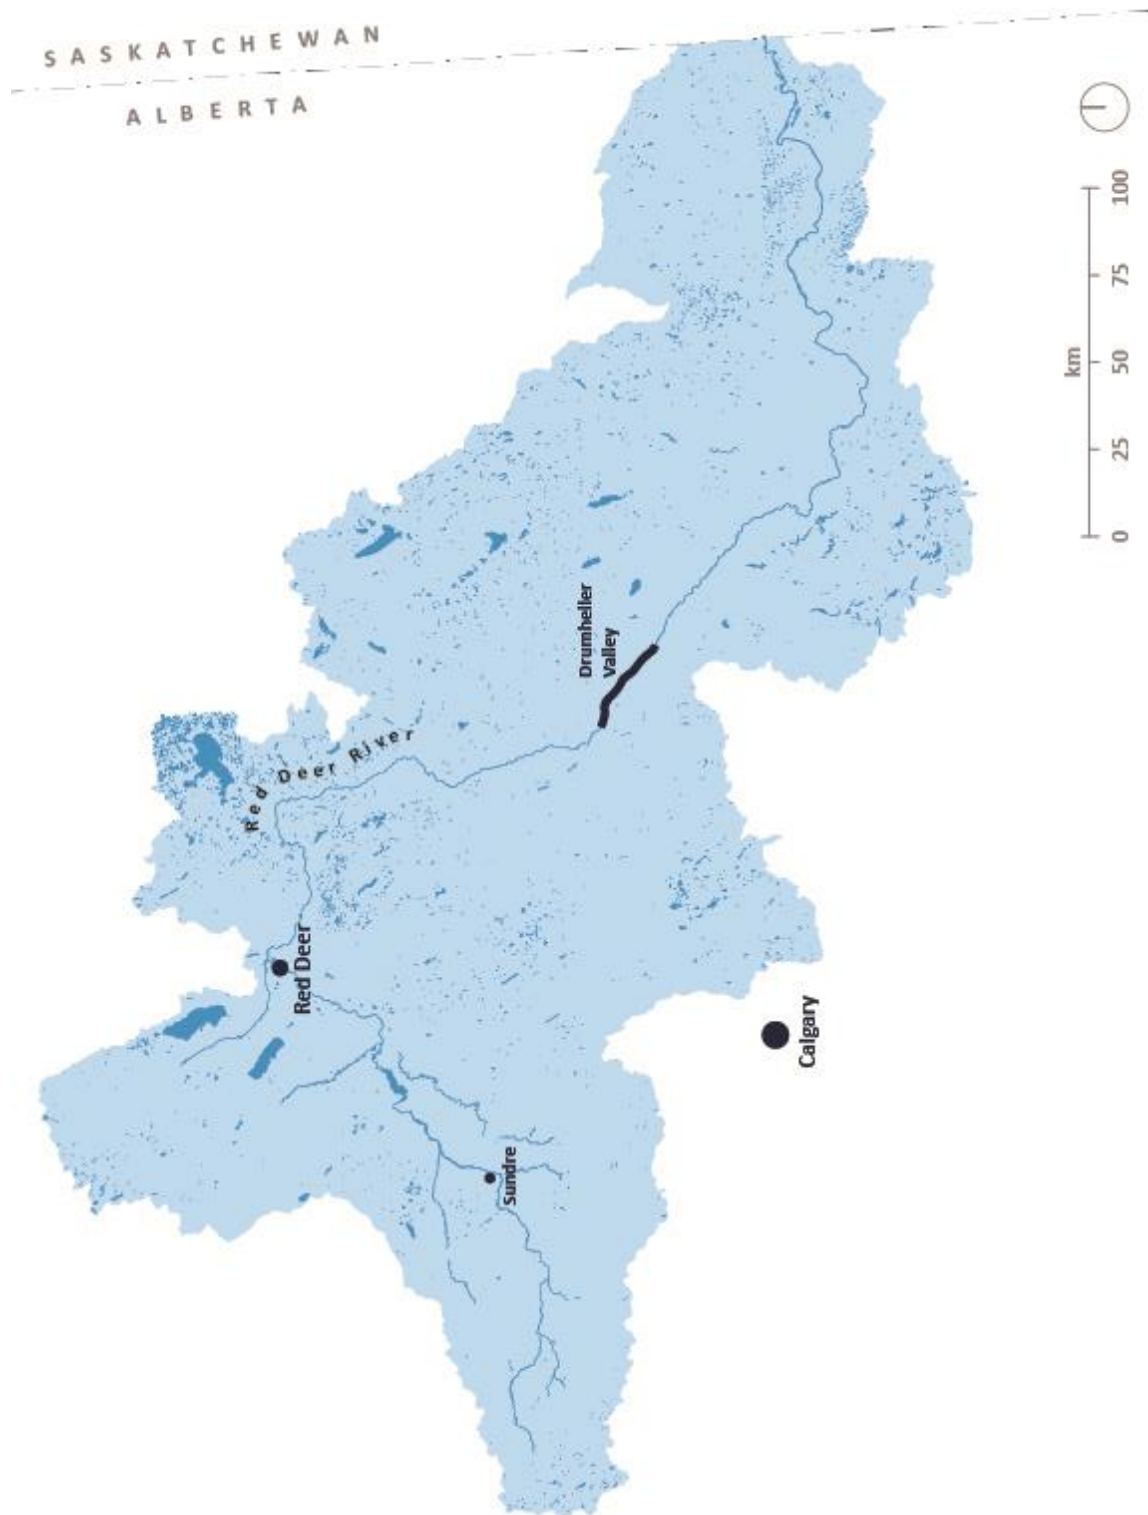 SASKATCHEWAN
ALBERTA
Red Deer River
Drumheller
Valley
Red Deer
Sundre
Calgary
km
0 25 50 75 100